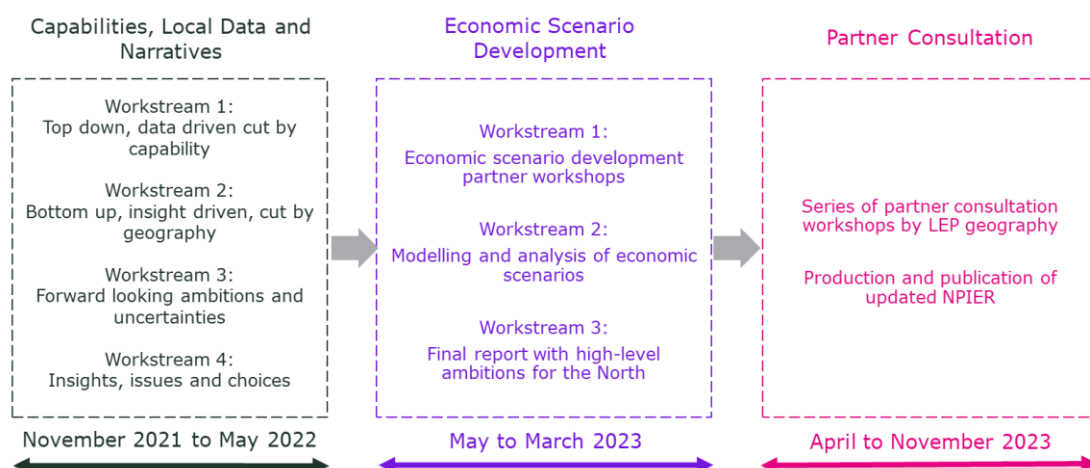 Capabilities, Local Data and
Narratives
Workstream 1:
Top down, data driven cut by
capability
Workstream 2:
Bottom up, insight driven, cut by
geography
Workstream 3:
Forward looking ambitions and
uncertainties
Workstream 4:
Insights, issues and choices
November 2021 to May 2022
Economic Scenario
Development
Workstream 1:
Economic scenario development
partner workshops
Workstream 2:
Modelling and analysis of economic
scenarios
Workstream 3:
Final report with high-level
ambitions for the North
May to March 2023
Partner Consultation
Series of partner consultation
workshops by LEP geography
Production and publication of
updated NPIER
April to November 2023